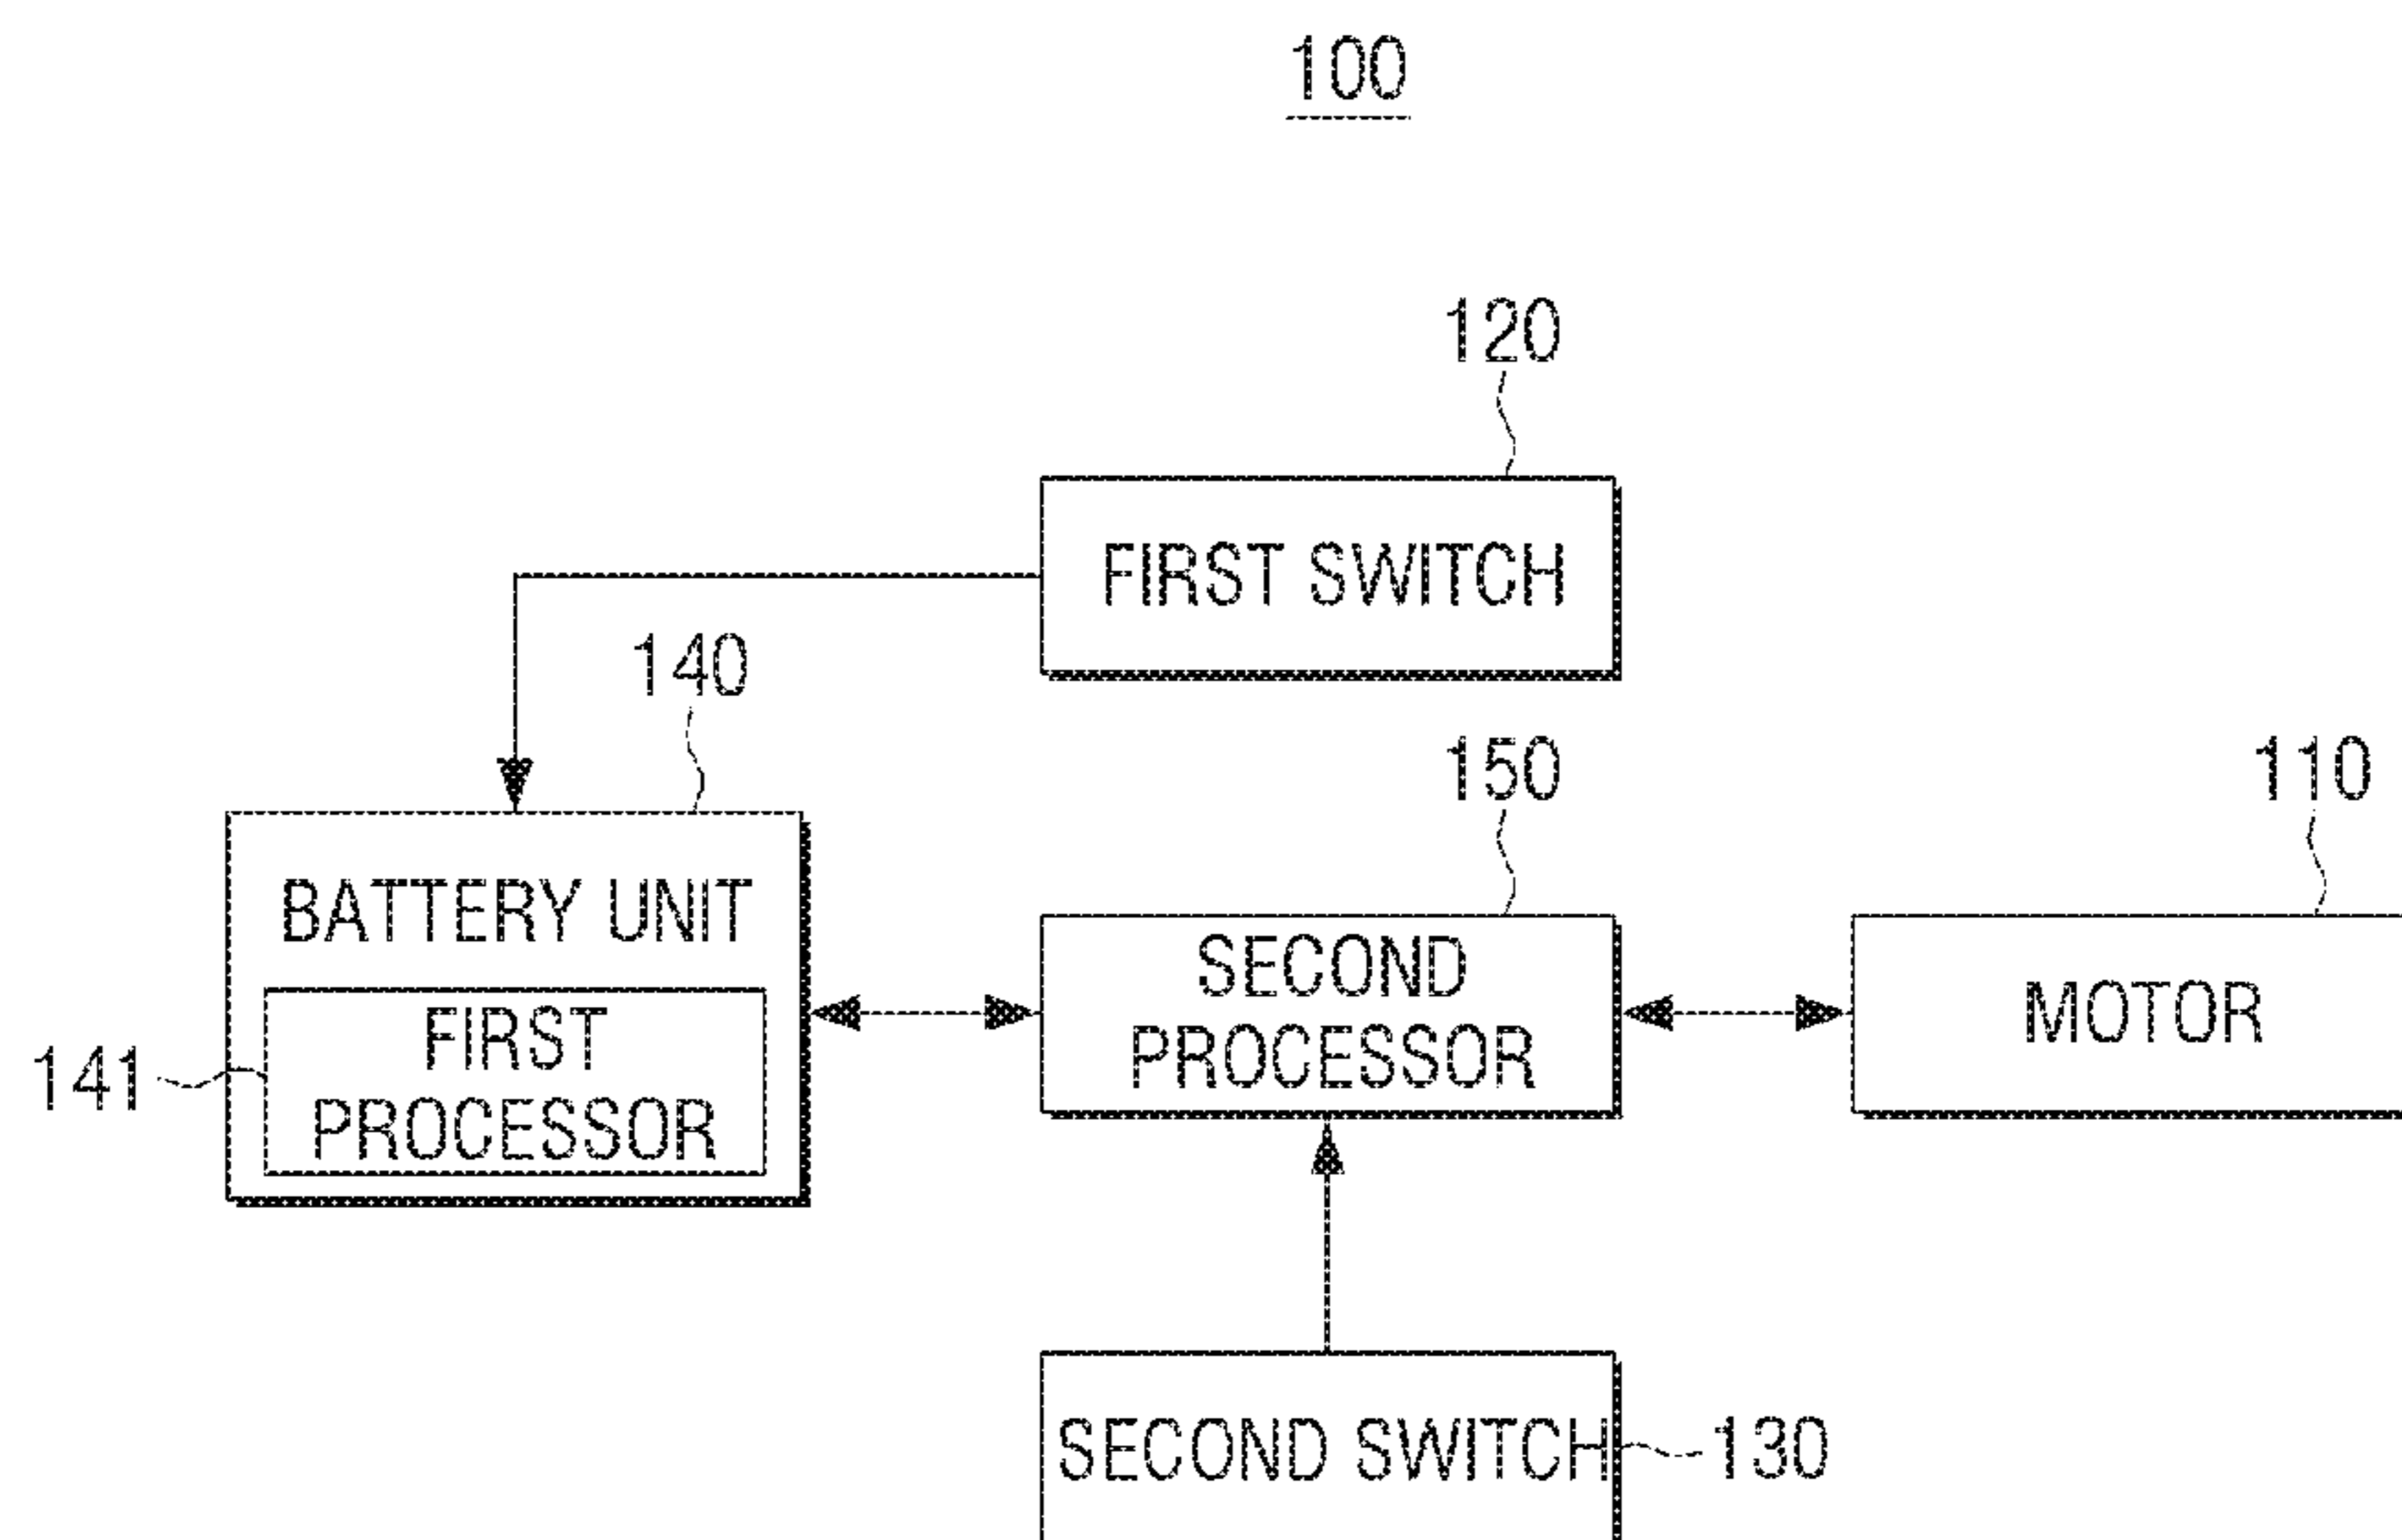 100
120
FIRST SWITCH
140
150
110
BATTERY UNIT
SECOND
PROCESSOR
MOTOR
141
FIRST
PROCESSOR
SECOND SWITCH
130